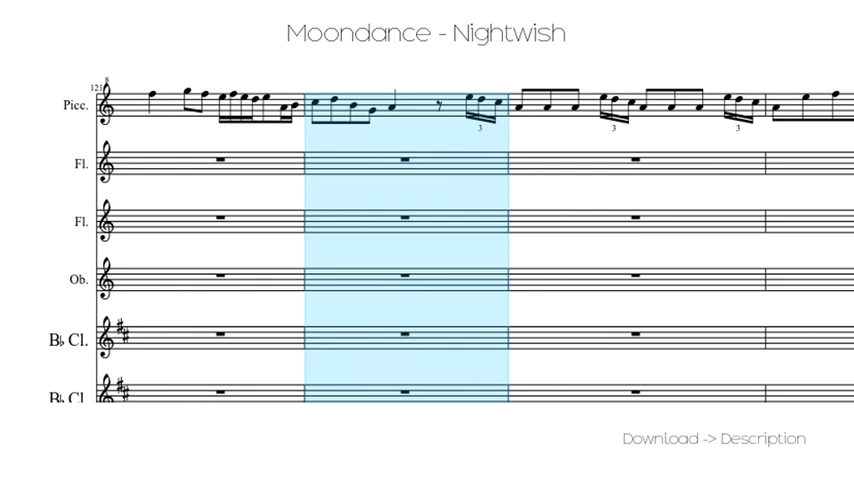 Moondance - Nightwish
8
121
Picc.
3
3
3
Fl.
Fl.
Ob.
B♭ Cl.
B♭ Cl.
Download -> Description